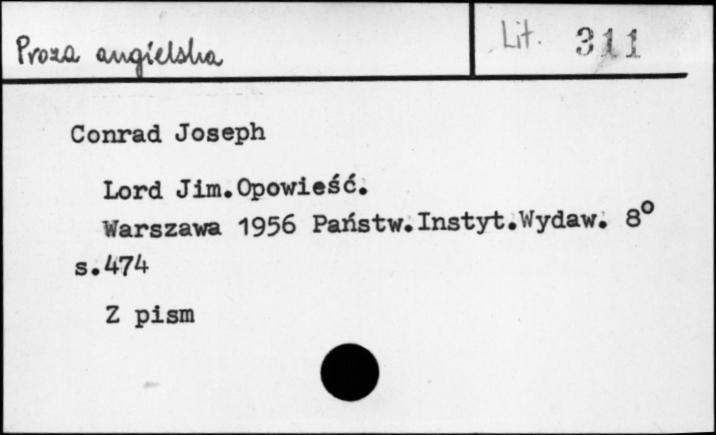 Proza angielska
Lit. 311
Conrad Joseph
Lord Jim.Opowieść.
Warszawa 1956 Państw.Instyt.Wydaw. 8°
s.474
Z pism